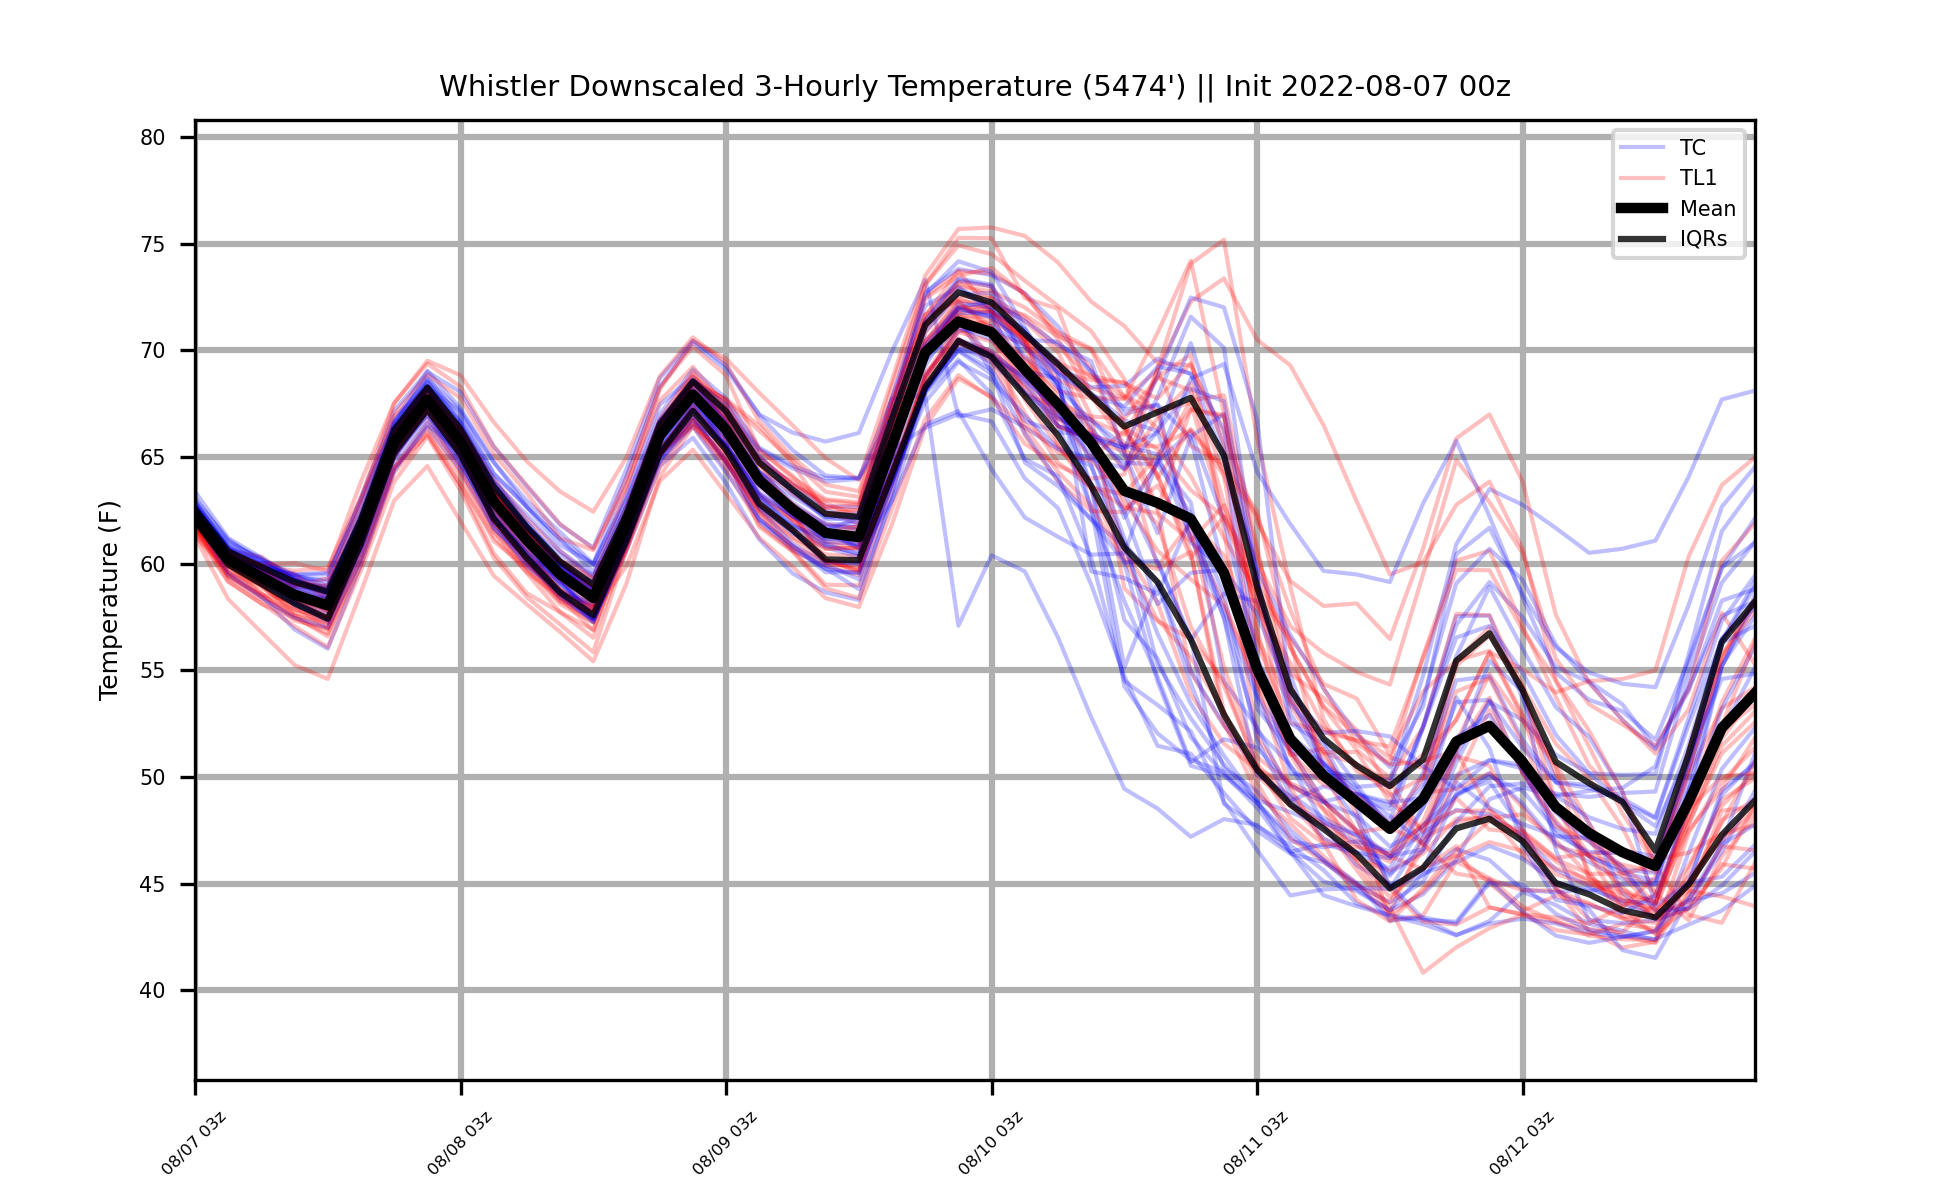 Whistler Downscaled 3-Hourly Temperature (5474') || Init 2022-08-07 00z
TC
TL1
Mean
IQRs
Temperature (F)
80
75
70
65
60
55
50
45
40
08/07 03z
08/08 03z
08/09 03z
08/10 03z
08/11 03z
08/12 03z